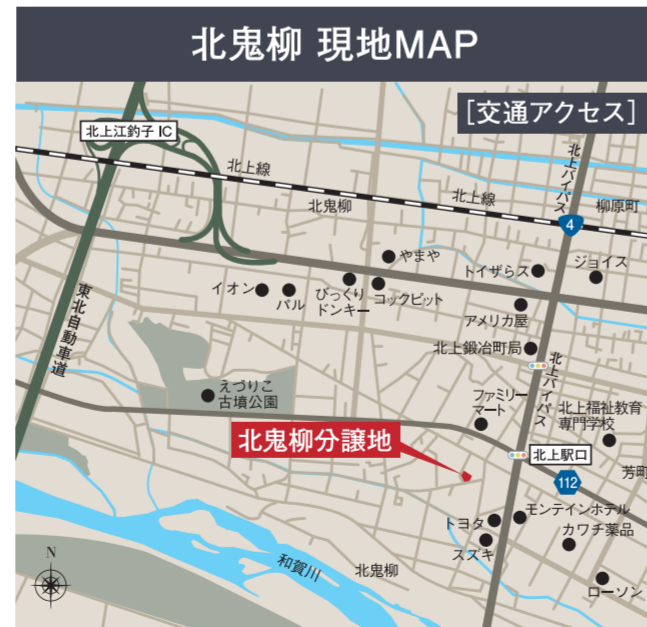 北鬼柳 現地MAP
[交通アクセス]
北上江釣子 IC
北上線
北上線
北上バイパス
北鬼柳
4
柳原町
やまや
トイザらス
ジョイス
イオン
パル
びっくり
ドンキー
コックピット
アメリカ屋
東北自動車道
北上鍛冶町局
北上バイパス
えづりこ
古墳公園
ファミリー
マート
北上福祉教育
専門学校
北鬼柳分譲地
北上駅口
芳町
112
トヨタ
モンテインホテル
カワチ薬品
スズキ
N
和賀川
北鬼柳
ローソン